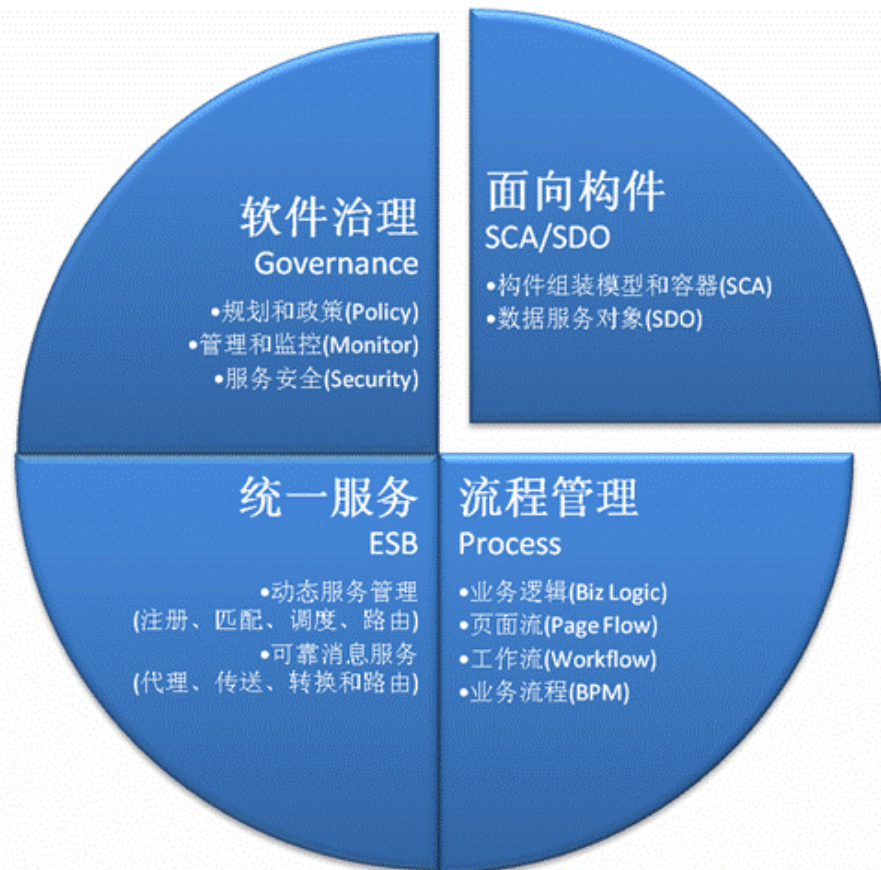 软件治理
Governance
•规划和政策(Policy)
•管理和监控(Monitor)
•服务安全(Security)
面向构件
SCA/SDO
•构件组装模型和容器(SCA)
•数据服务对象(SDO)
统一服务
ESB
•动态服务管理
(注册、匹配、调度、路由)
•可靠消息服务
(代理、传送、转换和路由)
流程管理
Process
•业务逻辑(Biz Logic)
•页面流(Page Flow)
•工作流(Workflow)
•业务流程(BPM)